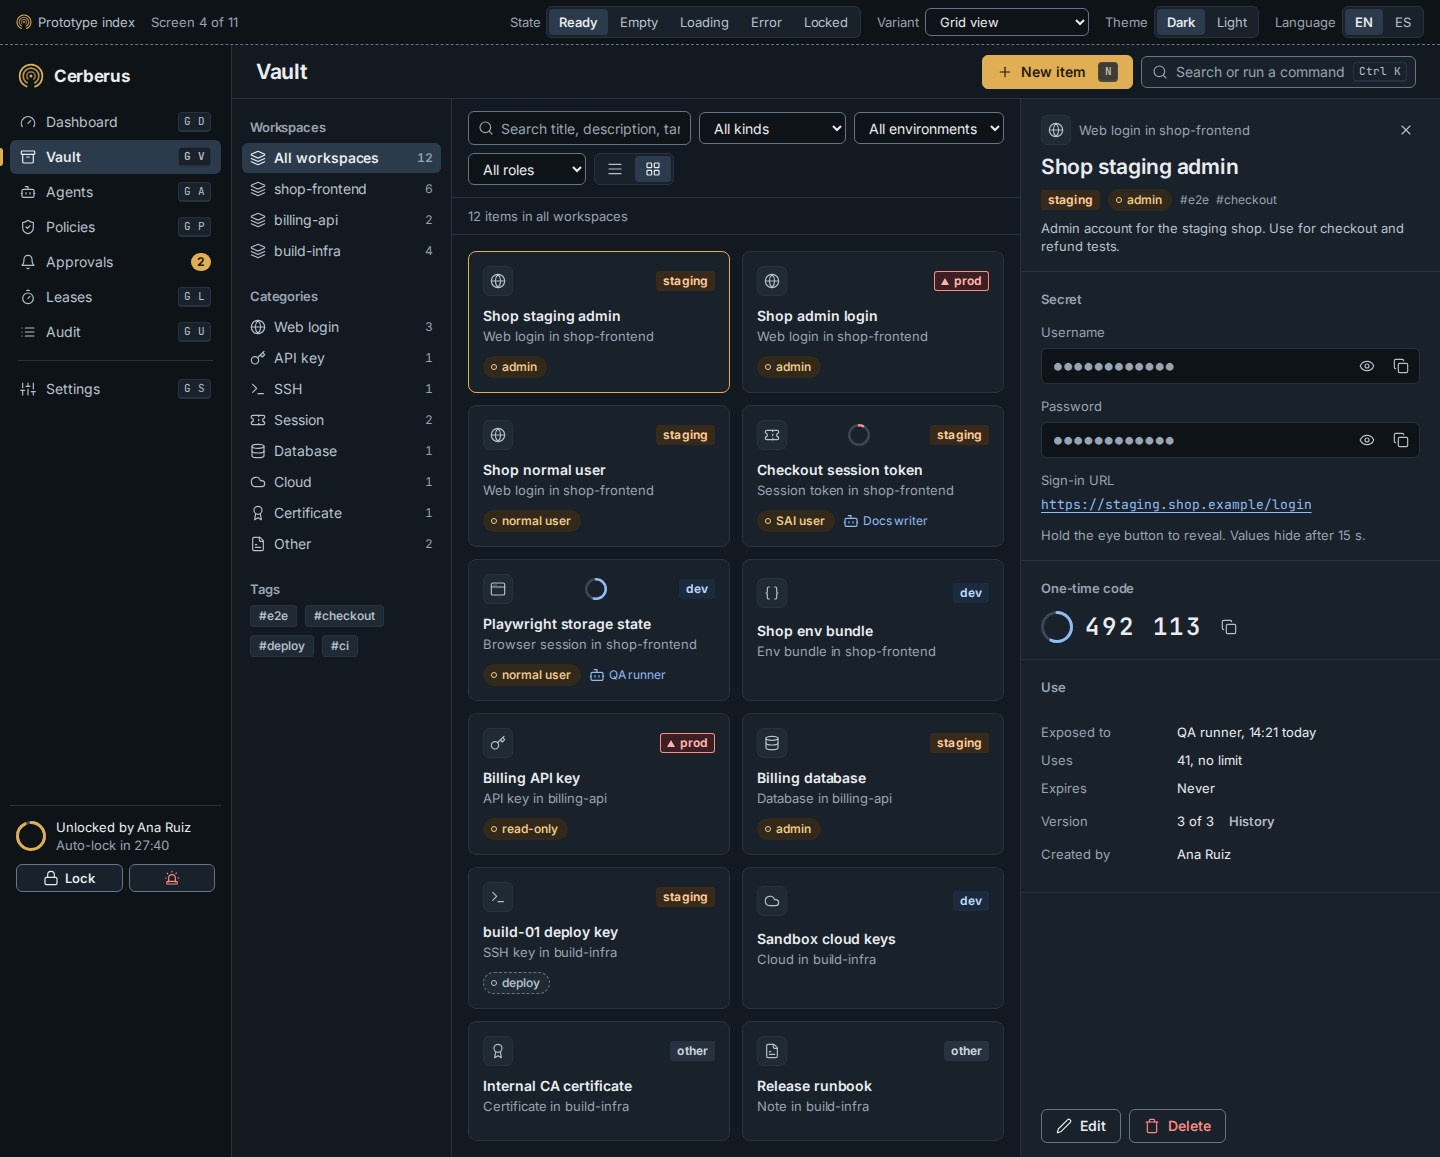 Prototype index Screen 4 of 11 State Ready Empty Loading Error Locked Variant Grid view Theme Dark Light Language EN ES
Cerberus
Dashboard G D
Vault G V
Agents G A
Policies G P
Approvals 2
Leases G L
Audit G U
Settings G S
Unlocked by Ana Ruiz
Auto-lock in 27:40
Lock
Vault
New item N
Search or run a command Ctrl K
Workspaces
All workspaces 12
shop-frontend 6
billing-api 2
build-infra 4
Categories
Web login 3
API key 1
SSH 1
Session 2
Database 1
Cloud 1
Certificate 1
Other 2
Tags
#e2e #checkout
#deploy #ci
Search title, description, tar All kinds All environments
All roles
12 items in all workspaces
staging
Shop staging admin
Web login in shop-frontend
admin
prod
Shop admin login
Web login in shop-frontend
admin
staging
Shop normal user
Web login in shop-frontend
normal user
staging
Checkout session token
Session token in shop-frontend
SAI user Docs writer
dev
Playwright storage state
Browser session in shop-frontend
normal user QA runner
dev
Shop env bundle
Env bundle in shop-frontend
prod
Billing API key
API key in billing-api
read-only
staging
Billing database
Database in billing-api
admin
staging
build-01 deploy key
SSH key in build-infra
deploy
dev
Sandbox cloud keys
Cloud in build-infra
other
Internal CA certificate
Certificate in build-infra
other
Release runbook
Note in build-infra
Web login in shop-frontend
Shop staging admin
staging admin #e2e #checkout
Admin account for the staging shop. Use for checkout and
refund tests.
Secret
Username
●●●●●●●●●●●●
Password
●●●●●●●●●●●●
Sign-in URL
https://staging.shop.example/login
Hold the eye button to reveal. Values hide after 15 s.
One-time code
492 113
Use
Exposed to QA runner, 14:21 today
Uses 41, no limit
Expires Never
Version 3 of 3 History
Created by Ana Ruiz
Edit Delete